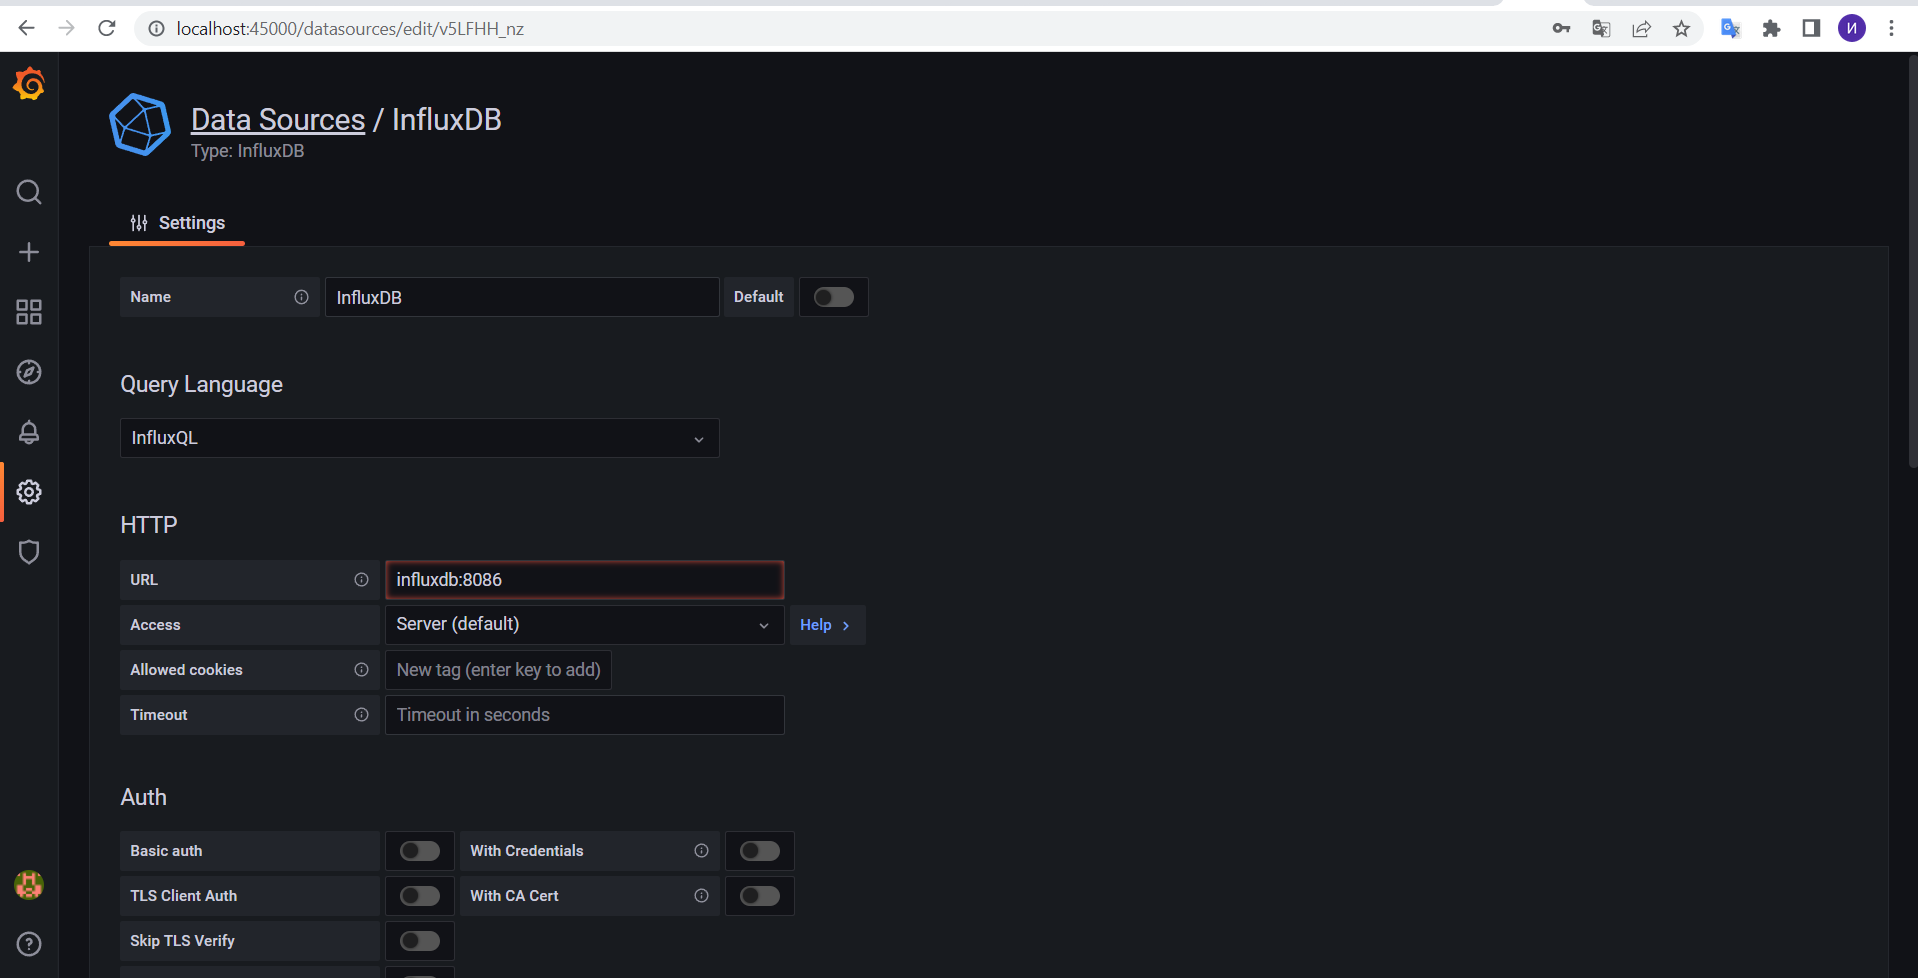 localhost:45000/datasources/edit/v5LFHH_nz
И
Data Sources / InfluxDB
Type: InfluxDB
Settings
Name InfluxDB Default
Query Language
InfluxQL
HTTP
URL influxdb:8086
Access Server (default) Help
Allowed cookies New tag (enter key to add)
Timeout Timeout in seconds
Auth
Basic auth With Credentials
TLS Client Auth With CA Cert
Skip TLS Verify